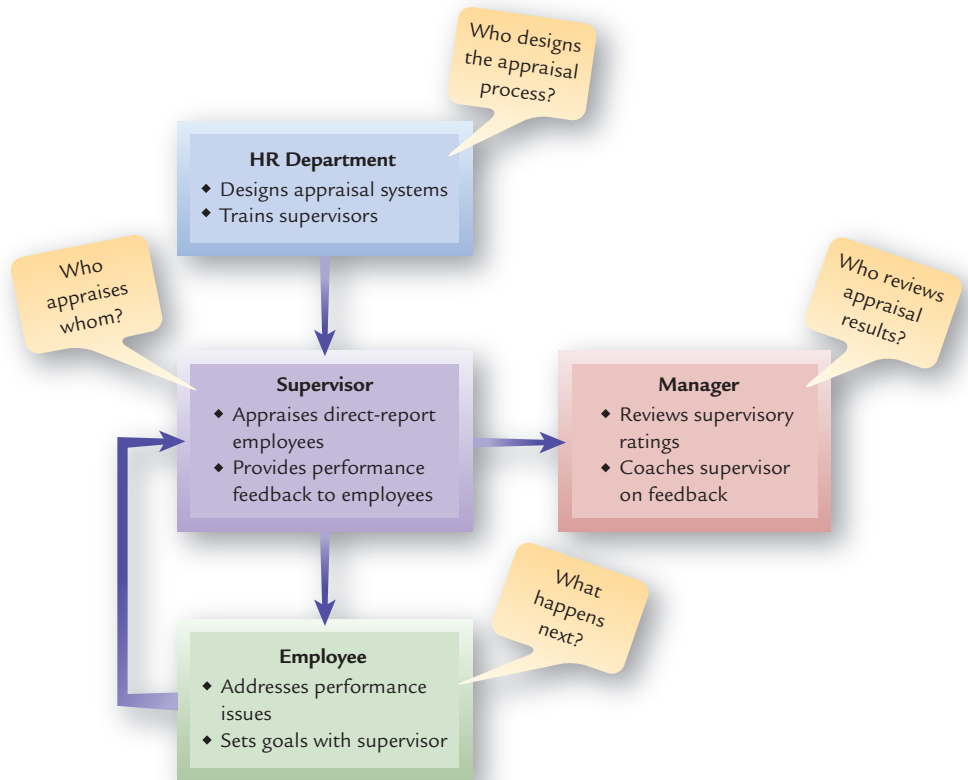 Who designs
the appraisal
process?
HR Department
◆ Designs appraisal systems
◆ Trains supervisors
Who
appraises
whom?
Who reviews
appraisal
results?
Supervisor
◆ Appraises direct-report
employees
◆ Provides performance
feedback to employees
Manager
◆ Reviews supervisory
ratings
◆ Coaches supervisor
on feedback
What
happens
next?
Employee
◆ Addresses performance
issues
◆ Sets goals with supervisor